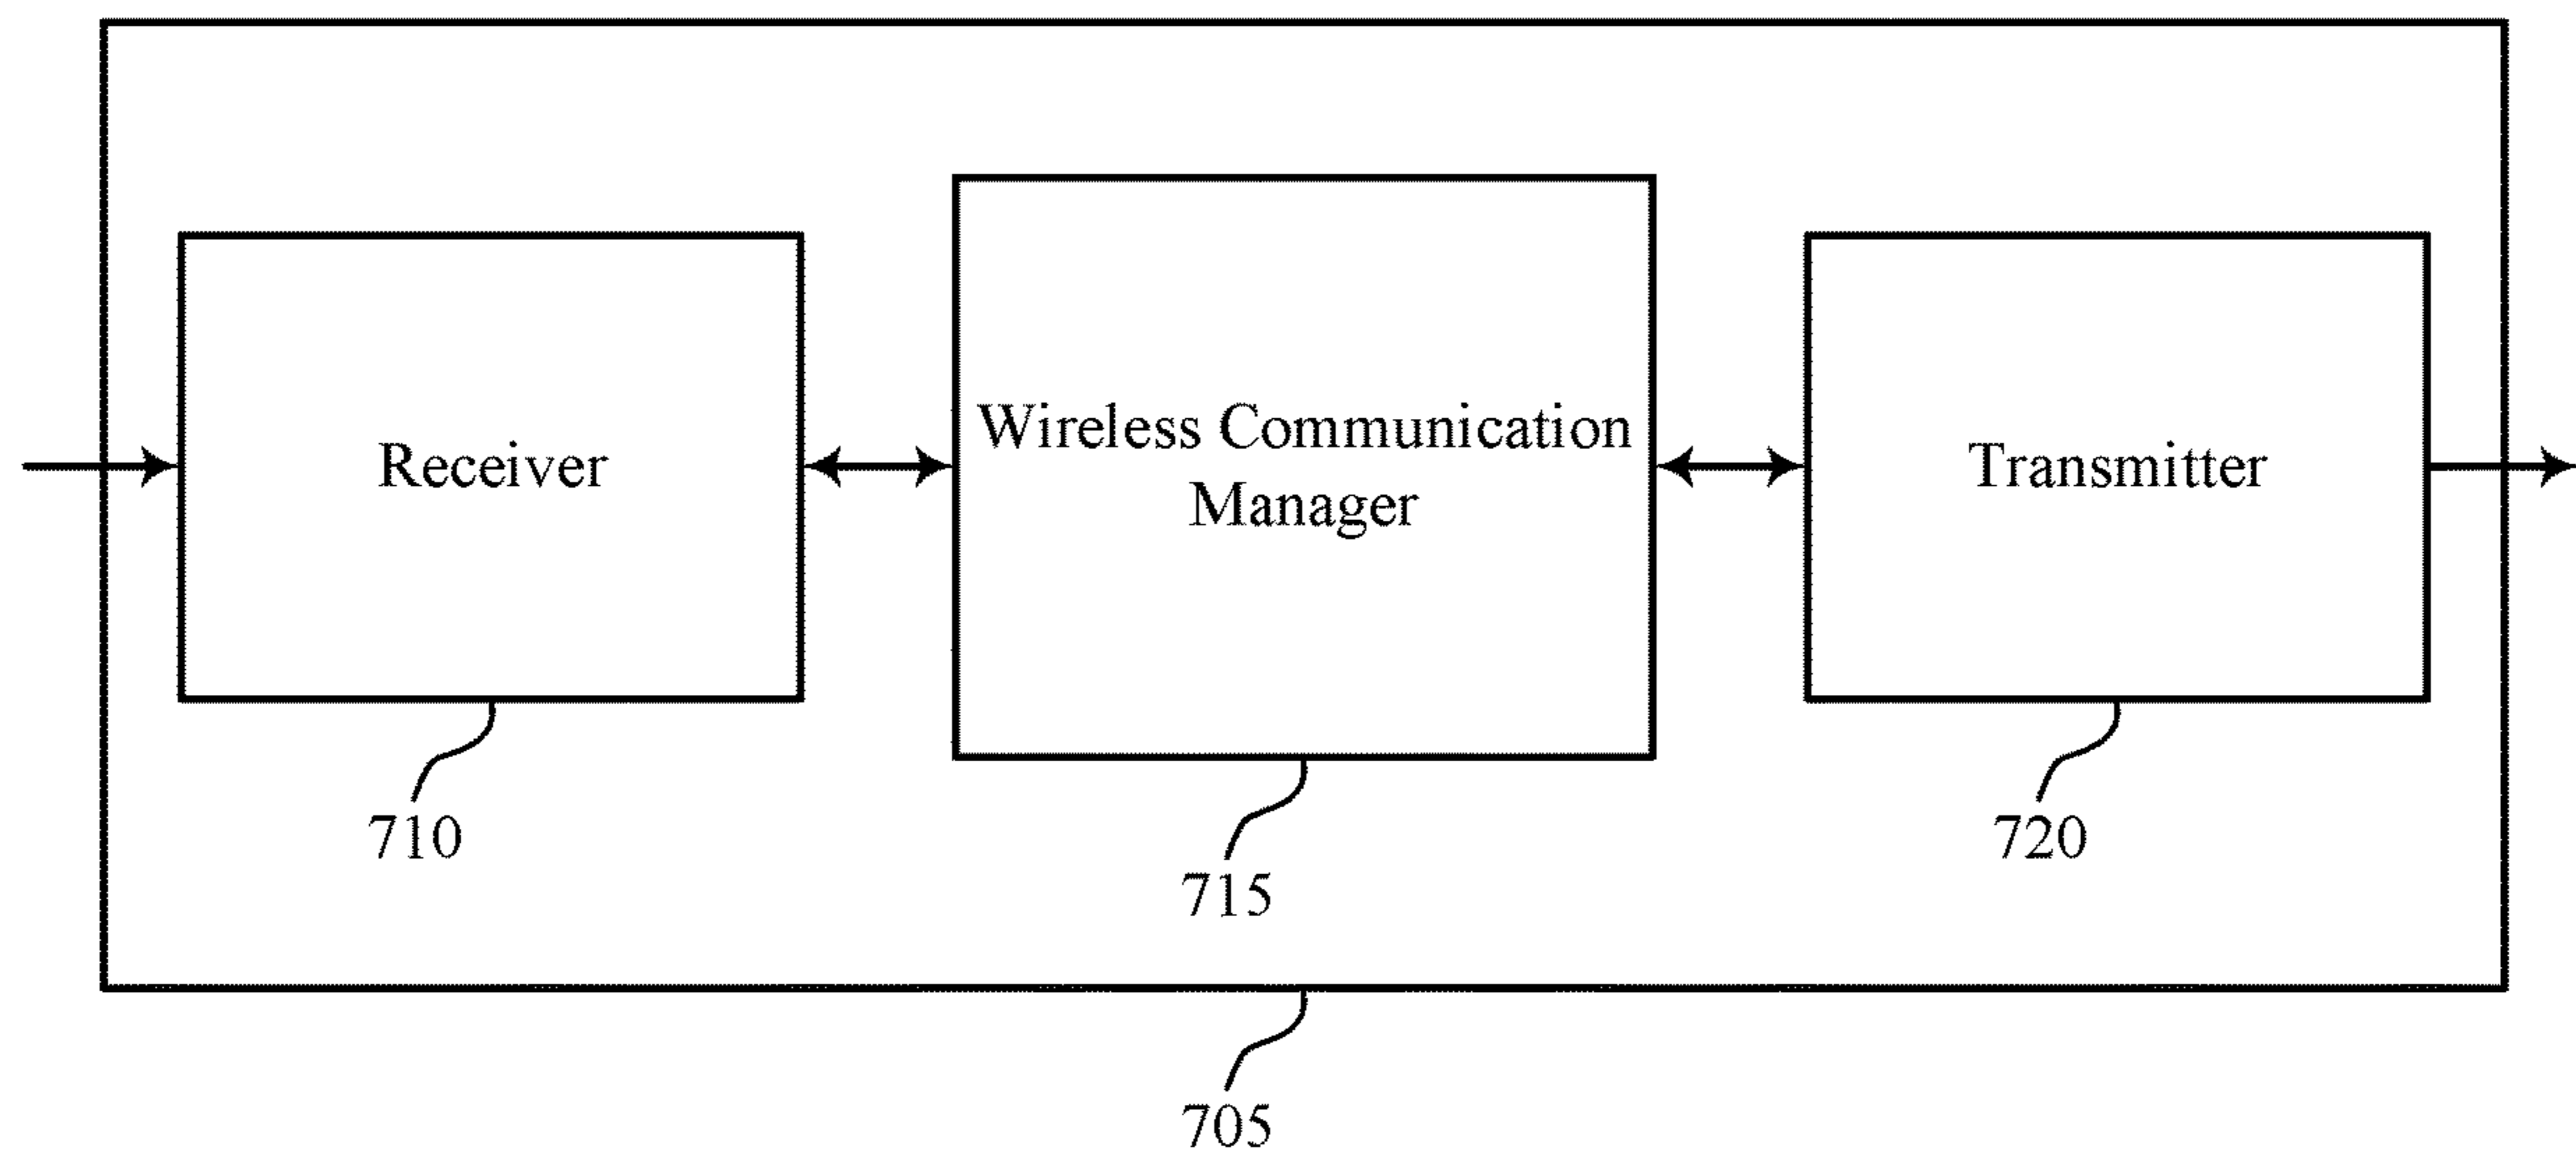 Receiver
Wireless Communication
Manager
Transmitter
710
715
720
705